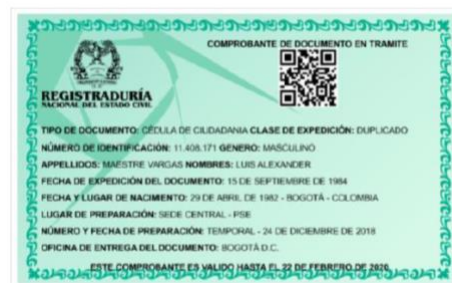 COMPROBANTE DE DOCUMENTO EN TRAMITE
REGISTRADURÍA
NACIONAL DEL ESTADO CIVIL
TIPO DE DOCUMENTO: CÉDULA DE CIUDADANIA CLASE DE EXPEDICIÓN: DUPLICADO
NÚMERO DE IDENTIFICACIÓN: 11.408.171 GENERO: MASCULINO
APPELLIDOS: MAESTRE VARGAS NOMBRES: LUIS ALEXANDER
FECHA DE EXPEDICIÓN DEL DOCUMENTO: 15 DE SEPTIEMBRE DE 1984
FECHA Y LUGAR DE NACIMIENTO: 29 DE ABRIL DE 1982 - BOGOTÁ - COLOMBIA
LUGAR DE PREPARACIÓN: SEDE CENTRAL - PSE
NÚMERO Y FECHA DE PREPARACIÓN: TEMPORAL - 24 DE DICIEMBRE DE 2018
OFICINA DE ENTREGA DEL DOCUMENTO: BOGOTÁ D.C.
ESTE COMPROBANTE ES VALIDO HASTA EL 22 DE FEBRERO DE 2020